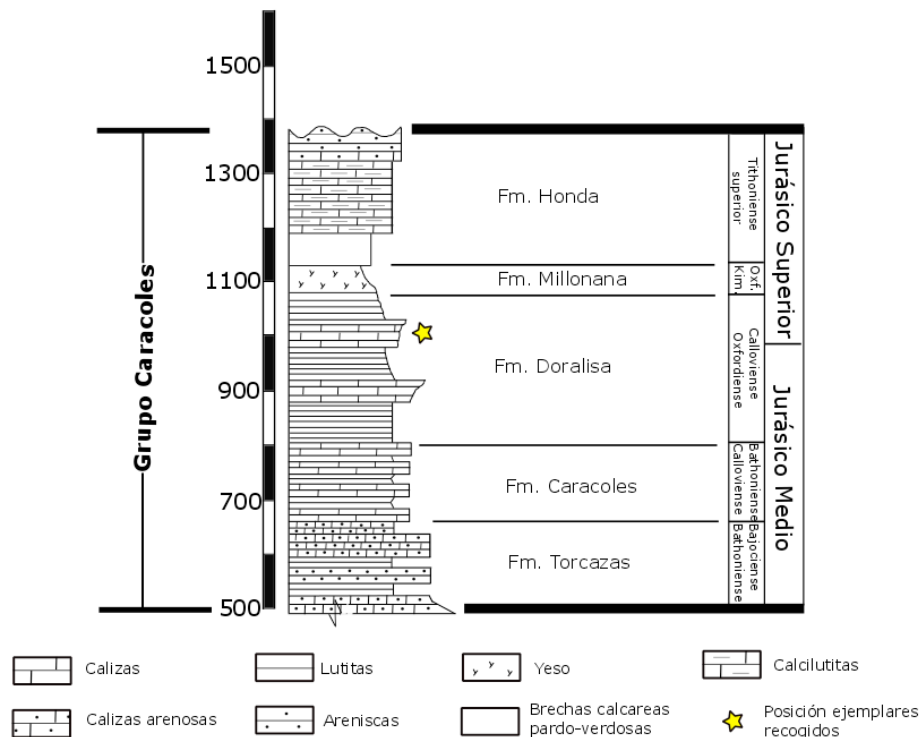 1500
1300
1100
900
700
500
Grupo Caracoles
Fm. Honda
Fm. Millonana
Fm. Doralisa
Fm. Caracoles
Fm. Torcazas
Tithoniense
superior
Oxf.
Kim.
Calloviense
Oxfordiense
Bathoniense
Calloviense
Bajociense
Bathoniense
Jurásico Superior
Jurásico Medio
Calizas
Lutitas
Yeso
Calcilutitas
Calizas arenosas
Areniscas
Brechas calcareas
pardo-verdosas
Posición ejemplares
recogidos